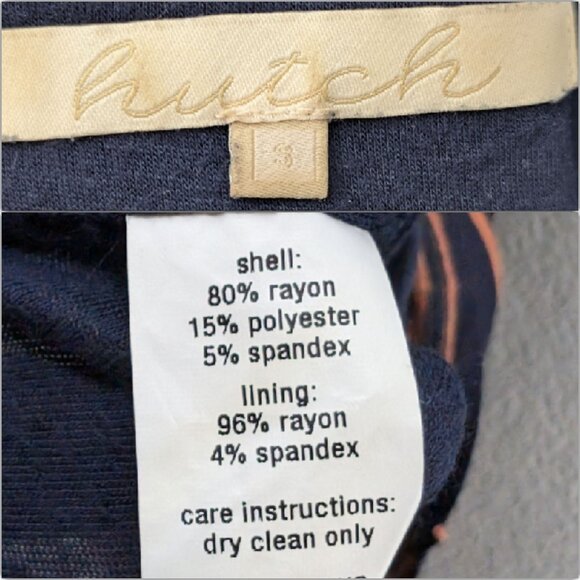 hutch
shell:
80% rayon
15% polyester
5% spandex
lining:
96% rayon
4% spandex
care instructions:
dry clean only